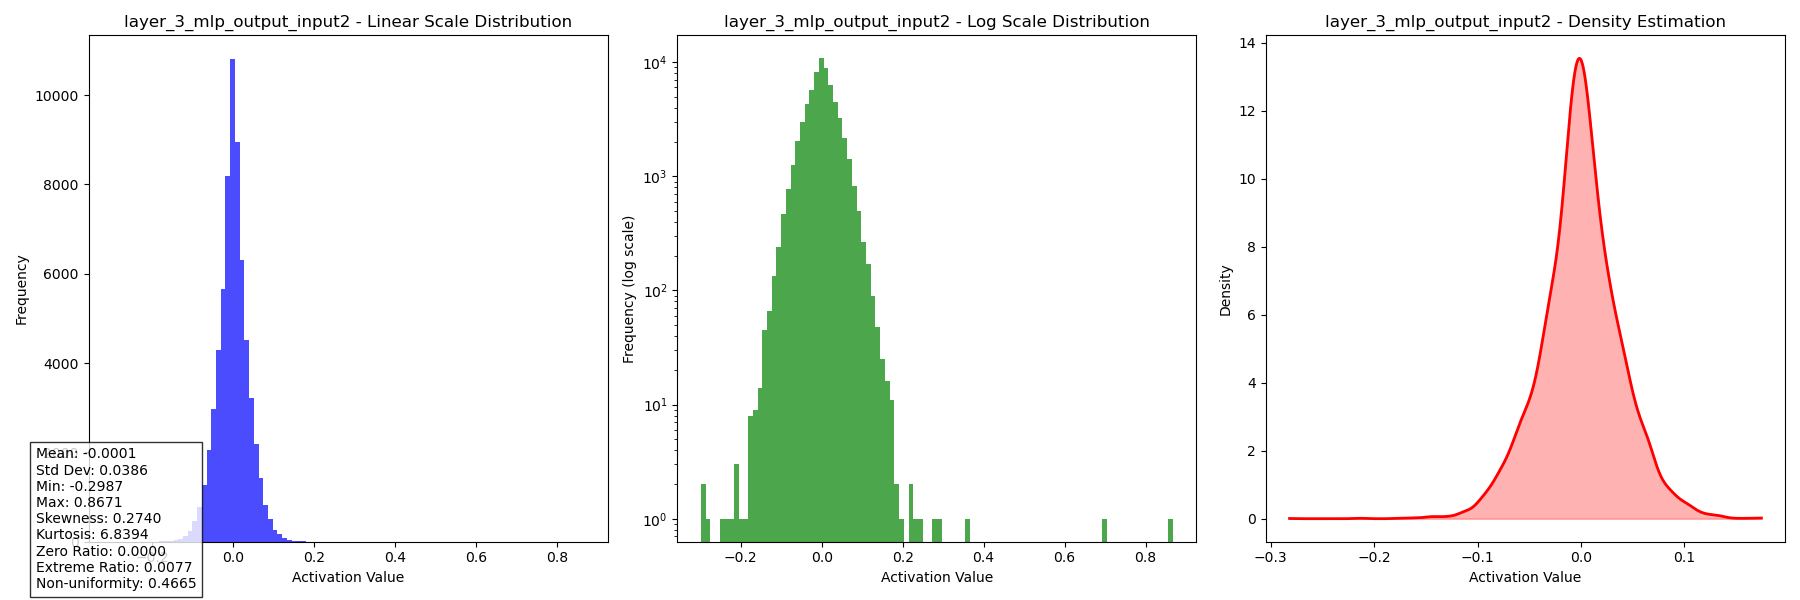 layer_3_mlp_output_input2 - Linear Scale Distribution
Frequency
10000
8000
6000
4000
0
Mean: -0.0001
Std Dev: 0.0386
Min: -0.2987
Max: 0.8671
Skewness: 0.2740
Kurtosis: 6.8394
Zero Ratio: 0.0000
Extreme Ratio: 0.0077
Non-uniformity: 0.4665
−0.2 0.0 0.2 0.4 0.6 0.8
Activation Value
layer_3_mlp_output_input2 - Log Scale Distribution
Frequency (log scale)
10⁴
10³
10²
10¹
10⁰
−0.2 0.0 0.2 0.4 0.6 0.8
Activation Value
layer_3_mlp_output_input2 - Density Estimation
Density
14
12
10
8
6
4
2
0
−0.3 −0.2 −0.1 0.0 0.1
Activation Value